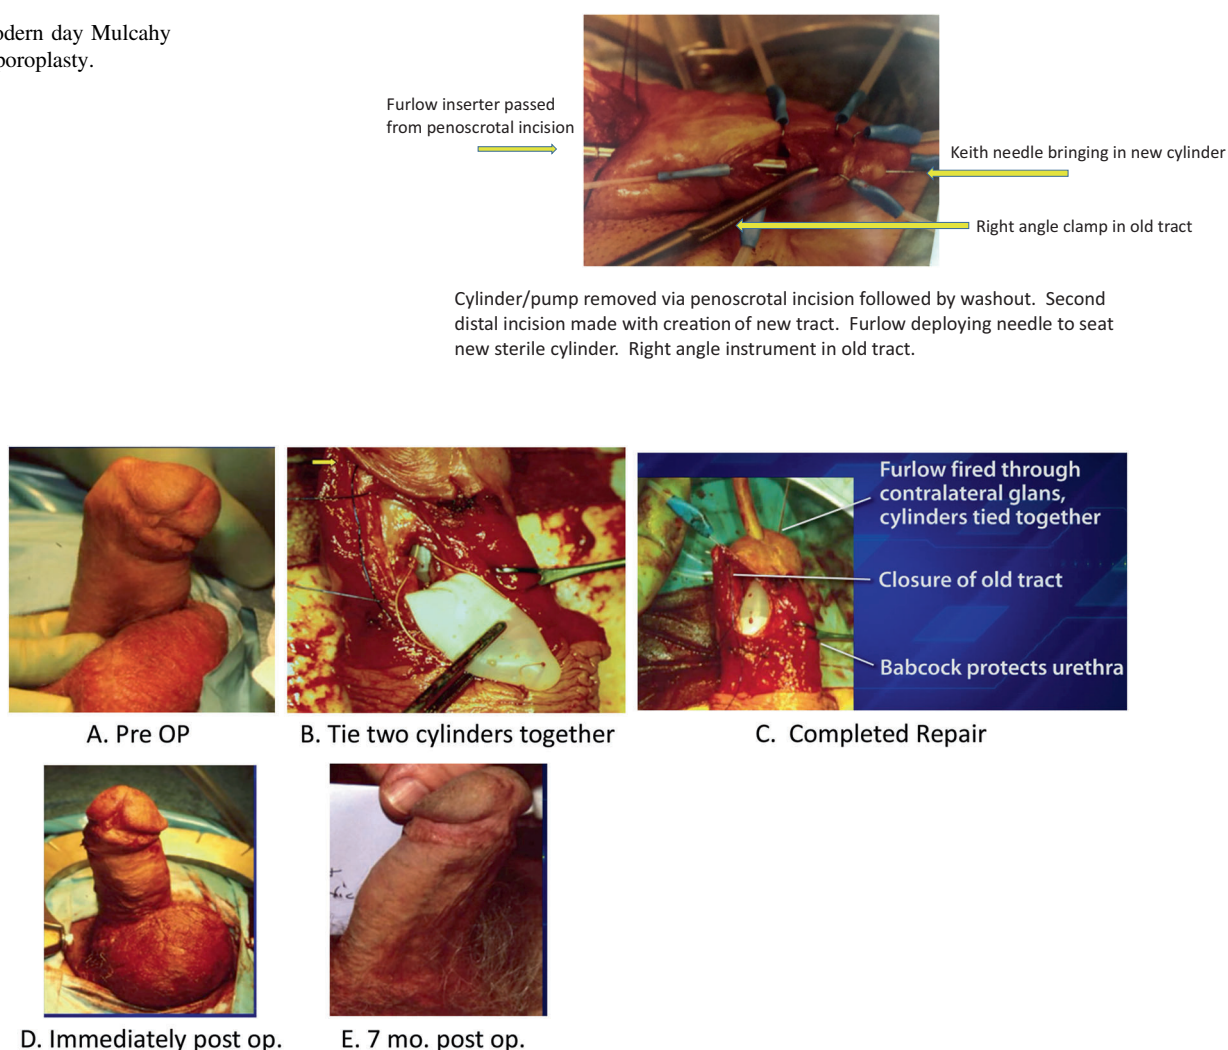 odern day Mulcahy
poroplasty.
Furlow inserter passed
from penoscrotal incision
Keith needle bringing in new cylinder
Right angle clamp in old tract
Cylinder/pump removed via penoscrotal incision followed by washout. Second
distal incision made with creation of new tract. Furlow deploying needle to seat
new sterile cylinder. Right angle instrument in old tract.
Furlow fired through
contralateral glans,
cylinders tied together
Closure of old tract
Babcock protects urethra
A. Pre OP
B. Tie two cylinders together
C. Completed Repair
D. Immediately post op.
E. 7 mo. post op.